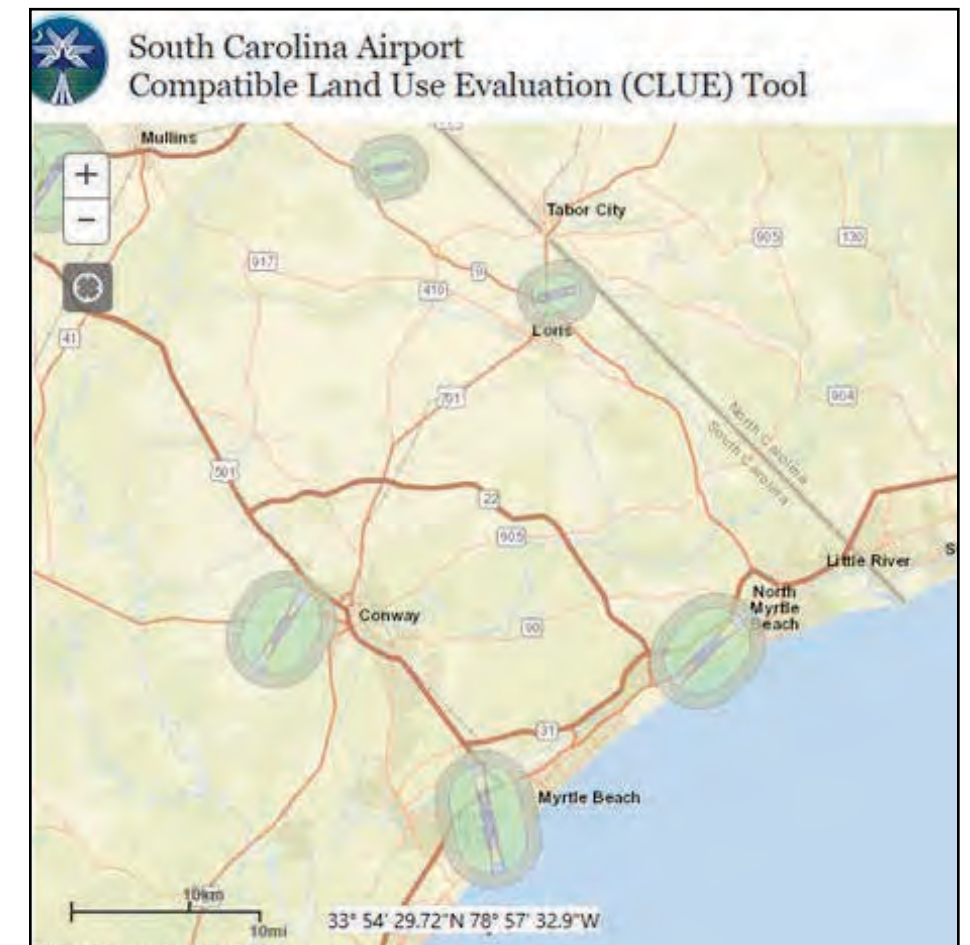 South Carolina Airport
Compatible Land Use Evaluation (CLUE) Tool
Mullins
+
−
Tabor City
905
130
917
9
410
41
Loris
701
904
North Carolina
South Carolina
501
22
905
Little River
S
North
Myrtle
Beach
Conway
90
31
Myrtle Beach
10km
10mi
33° 54' 29.72"N 78° 57' 32.9"W